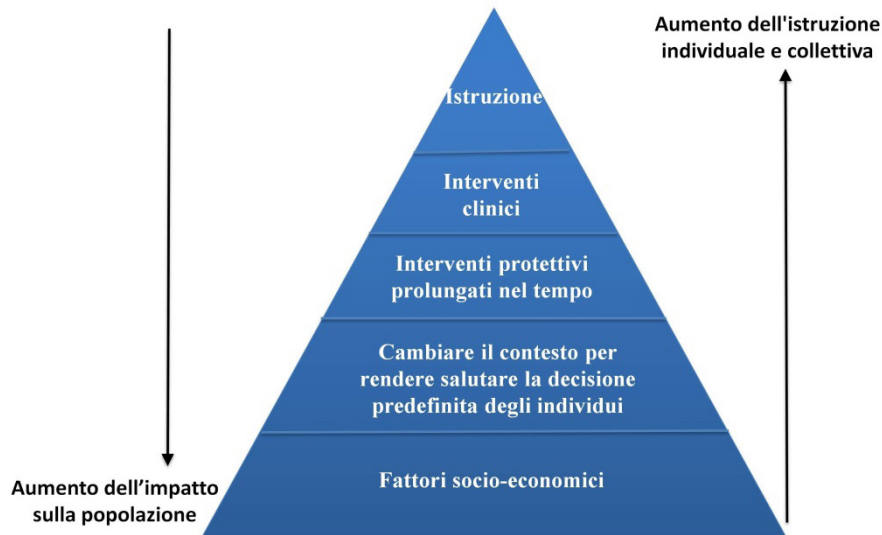 Aumento dell'istruzione
individuale e collettiva
Istruzione
Interventi
clinici
Interventi protettivi
prolungati nel tempo
Cambiare il contesto per
rendere salutare la decisione
predefinita degli individui
Fattori socio-economici
Aumento dell’impatto
sulla popolazione